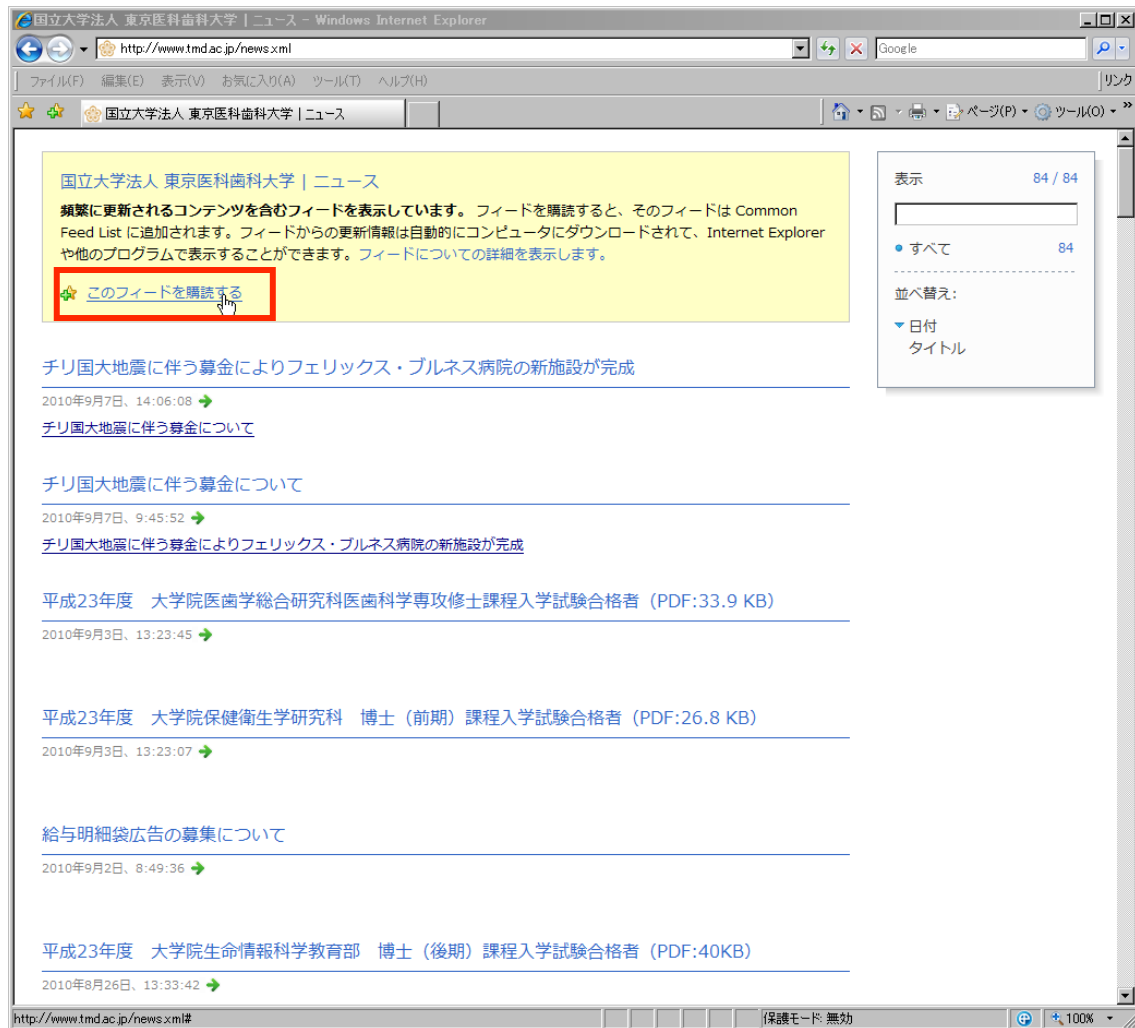 国立大学法人 東京医科歯科大学 | ニュース - Windows Internet Explorer
http://www.tmd.ac.jp/news.xml
Google
ファイル(F) 編集(E) 表示(V) お気に入り(A) ツール(T) ヘルプ(H)
リンク
国立大学法人 東京医科歯科大学 | ニュース
ページ(P) ツール(O) »
国立大学法人 東京医科歯科大学 | ニュース
頻繁に更新されるコンテンツを含むフィードを表示しています。 フィードを購読すると、そのフィードは Common
Feed List に追加されます。フィードからの更新情報は自動的にコンピュータにダウンロードされて、Internet Explorer
や他のプログラムで表示することができます。フィードについての詳細を表示します。
このフィードを購読する
表示 84 / 84
すべて 84
並べ替え:
日付
タイトル
チリ国大地震に伴う募金によりフェリックス・ブルネス病院の新施設が完成
2010年9月7日、14:06:08
チリ国大地震に伴う募金について
チリ国大地震に伴う募金について
2010年9月7日、9:45:52
チリ国大地震に伴う募金によりフェリックス・ブルネス病院の新施設が完成
平成23年度 大学院医歯学総合研究科医歯科学専攻修士課程入学試験合格者（PDF:33.9 KB）
2010年9月3日、13:23:45
平成23年度 大学院保健衛生学研究科 博士（前期）課程入学試験合格者（PDF:26.8 KB）
2010年9月3日、13:23:07
給与明細袋広告の募集について
2010年9月2日、8:49:36
平成23年度 大学院生命情報科学教育部 博士（後期）課程入学試験合格者（PDF:40KB）
2010年8月26日、13:33:42
http://www.tmd.ac.jp/news.xml#
保護モード: 無効
100%